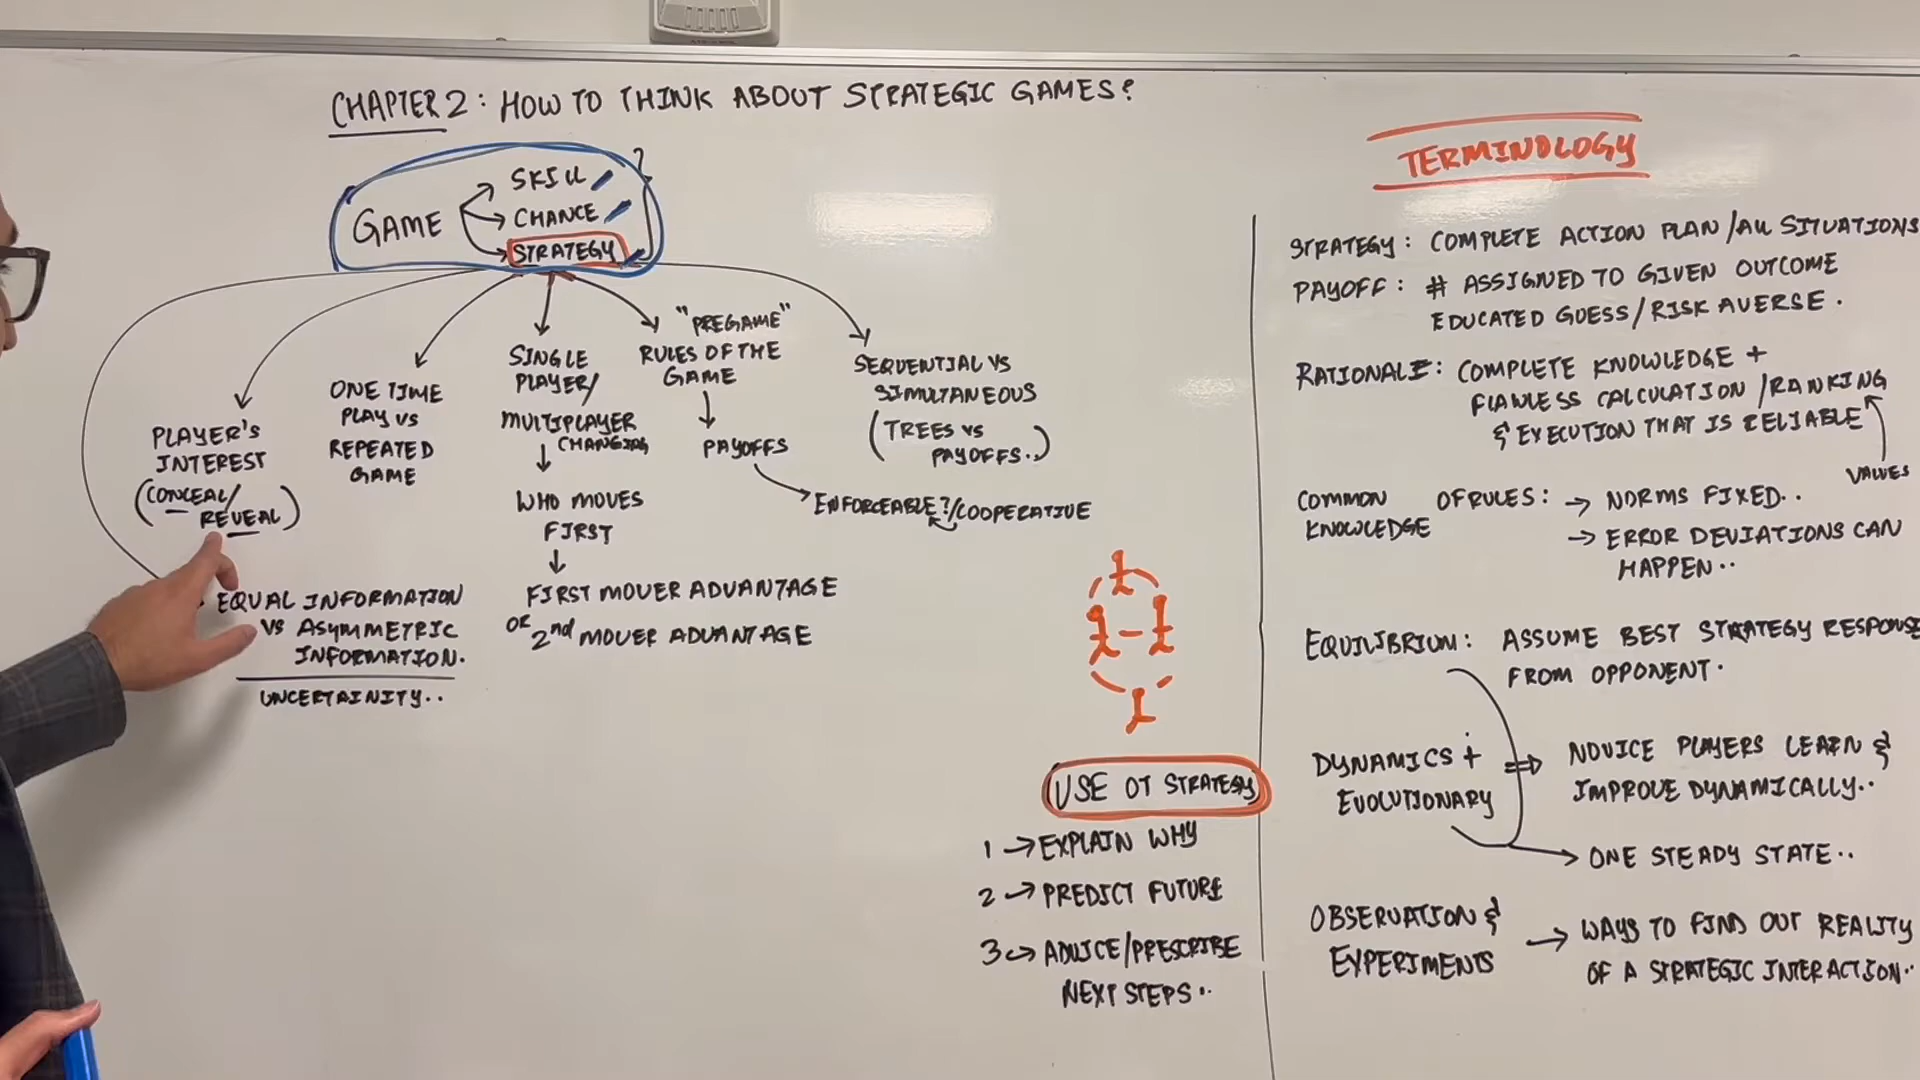 CHAPTER 2: HOW TO THINK ABOUT STRATEGIC GAMES?
GAME
SKILL
CHANCE
STRATEGY
PLAYER'S
INTEREST
(CONCEAL/
REVEAL)
EQUAL INFORMATION
VS ASYMMETRIC
INFORMATION.
UNCERTAINITY..
ONE TIME
PLAY VS
REPEATED
GAME
SINGLE
PLAYER/
MULTIPLAYER
CHANGING
WHO MOVES
FIRST
FIRST MOVER ADVANTAGE
OR 2nd MOVER ADVANTAGE
"PREGAME"
RULES OF THE
GAME
PAYOFFS
ENFORCEABLE?/COOPERATIVE
SEQUENTIAL VS
SIMULTANEOUS
(TREES VS
PAYOFFS..)
USE OF STRATEGY
1 → EXPLAIN WHY
2 → PREDICT FUTURE
3 → ADVICE/PRESCRIBE
NEXT STEPS..
TERMINOLOGY
STRATEGY: COMPLETE ACTION PLAN/ALL SITUATIONS
PAYOFF: # ASSIGNED TO GIVEN OUTCOME
EDUCATED GUESS/RISK AVERSE.
RATIONALE: COMPLETE KNOWLEDGE +
FLAWLESS CALCULATION/RANKING
& EXECUTION THAT IS RELIABLE
VALUES
COMMON KNOWLEDGE OF RULES: → NORMS FIXED..
→ ERROR DEVIATIONS CAN
HAPPEN..
EQUILIBRIUM: ASSUME BEST STRATEGY RESPONSE
FROM OPPONENT.
DYNAMICS + EVOLUTIONARY ⇒ NOVICE PLAYERS LEARN &
IMPROVE DYNAMICALLY..
→ ONE STEADY STATE..
OBSERVATION & EXPERIMENTS → WAYS TO FIND OUT REALITY
OF A STRATEGIC INTERACTION..